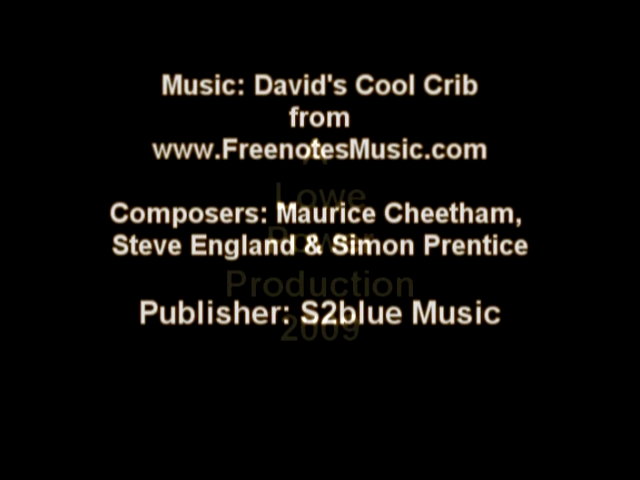 Music: David's Cool Crib
from
www.FreenotesMusic.com
Composers: Maurice Cheetham,
Steve England & Simon Prentice
Publisher: S2blue Music
A
Lowe
Power
Production
2009